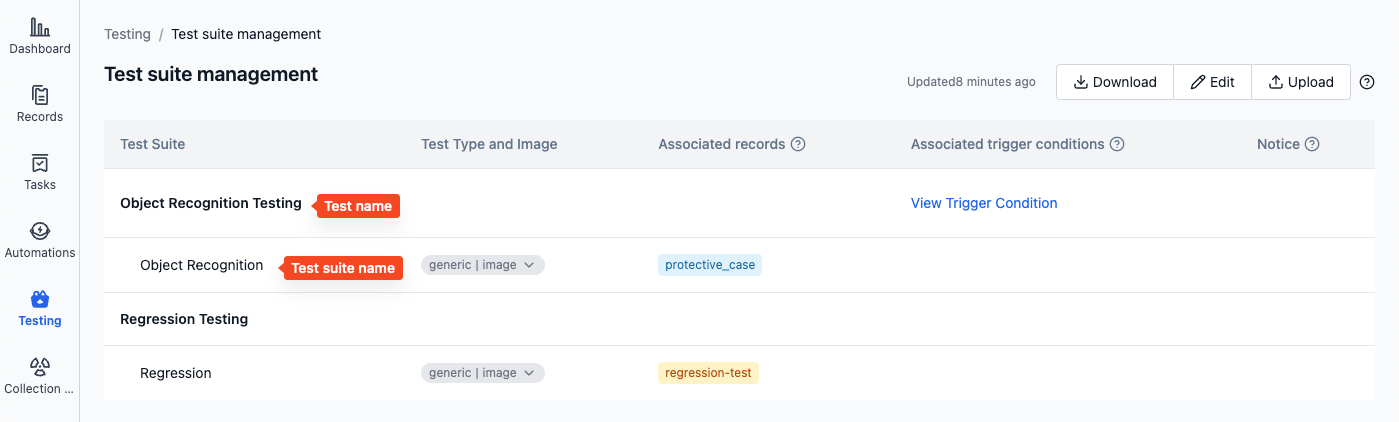 Dashboard
Records
Tasks
Automations
Testing
Collection ...
Testing / Test suite management
Test suite management
Updated8 minutes ago
Download
Edit
Upload
Test Suite
Test Type and Image
Associated records
Associated trigger conditions
Notice
Object Recognition Testing
Test name
View Trigger Condition
Object Recognition
Test suite name
generic | image
protective_case
Regression Testing
Regression
generic | image
regression-test